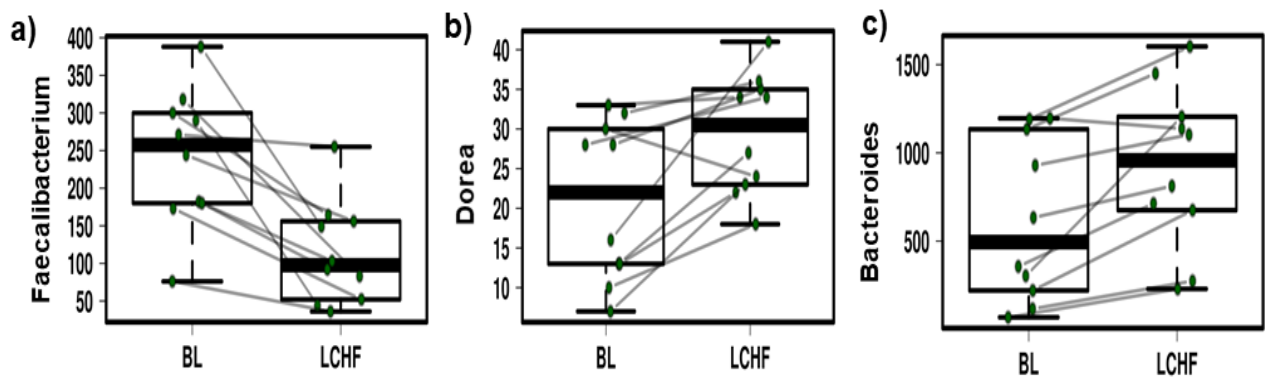 a)
Faecalibacterium
400
350
300
250
200
150
100
50
BL LCHF
b)
Dorea
40
35
30
25
20
15
10
BL LCHF
c)
Bacteroides
1500
1000
500
BL LCHF